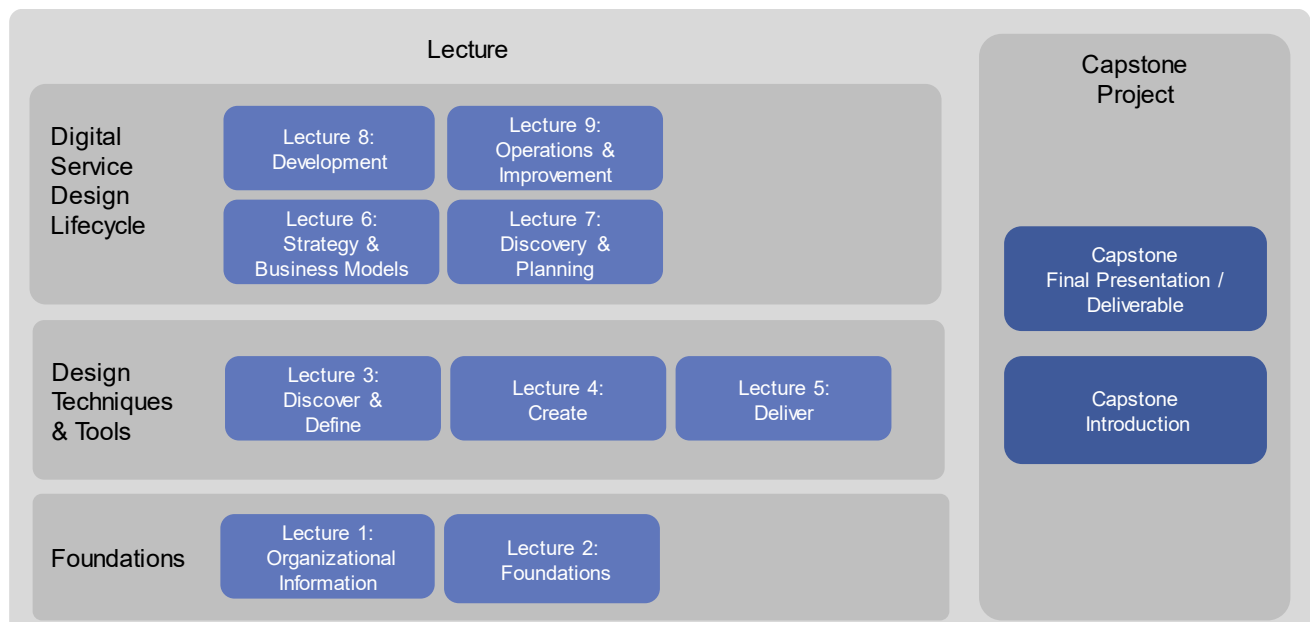 Lecture
Capstone
Project
Digital
Service
Design
Lifecycle
Lecture 8:
Development
Lecture 9:
Operations &
Improvement
Lecture 6:
Strategy &
Business Models
Lecture 7:
Discovery &
Planning
Capstone
Final Presentation /
Deliverable
Design
Techniques
& Tools
Lecture 3:
Discover &
Define
Lecture 4:
Create
Lecture 5:
Deliver
Capstone
Introduction
Foundations
Lecture 1:
Organizational
Information
Lecture 2:
Foundations